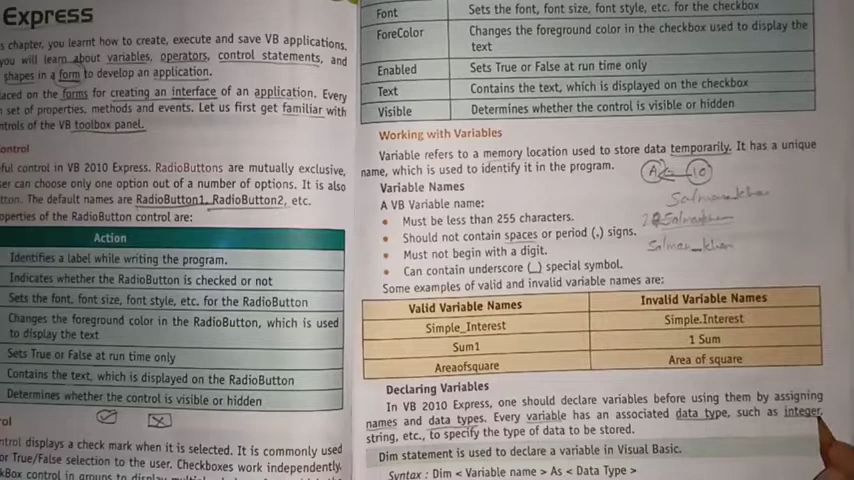 Express
s chapter, you learnt how to create, execute and save VB applications,
you will learn about variables, operators, control statements, and
shapes in a form to develop an application.
laced on the forms for creating an interface of an application. Every
set of properties, methods and events. Let us first get familiar with
ntrols of the VB toolbox panel.
ontrol
eful control in VB 2010 Express. RadioButtons are mutually exclusive,
ser can choose only one option out of a number of options. It is also
tton. The default names are RadioButton1, RadioButton2, etc.
operties of the RadioButton control are:
Action
Identifies a label while writing the program.
Indicates whether the RadioButton is checked or not
Sets the font, font size, font style, etc. for the RadioButton
Changes the foreground color in the RadioButton, which is used
to display the text
Sets True or False at run time only
Contains the text, which is displayed on the RadioButton
Determines whether the control is visible or hidden
rol
ntrol displays a check mark when it is selected. It is commonly used
or True/False selection to the user. Checkboxes work independently,
Font Sets the font, font size, font style, etc. for the checkbox
ForeColor Changes the foreground color in the checkbox used to display the
text
Enabled Sets True or False at run time only
Text Contains the text, which is displayed on the checkbox
Visible Determines whether the control is visible or hidden
Working with Variables
Variable refers to a memory location used to store data temporarily. It has a unique
name, which is used to identify it in the program.
A 10
Variable Names
Salman khan
A VB Variable name:
• Must be less than 255 characters.
• Should not contain spaces or period (.) signs.
Salman_khan
• Must not begin with a digit.
• Can contain underscore (_) special symbol.
Some examples of valid and invalid variable names are:
Valid Variable Names Invalid Variable Names
Simple_Interest Simple.Interest
Sum1 1 Sum
Areaofsquare Area of square
Declaring Variables
In VB 2010 Express, one should declare variables before using them by assigning
names and data types. Every variable has an associated data type, such as integer,
string, etc., to specify the type of data to be stored.
Dim statement is used to declare a variable in Visual Basic.
Syntax : Dim < Variable name > As < Data Type >